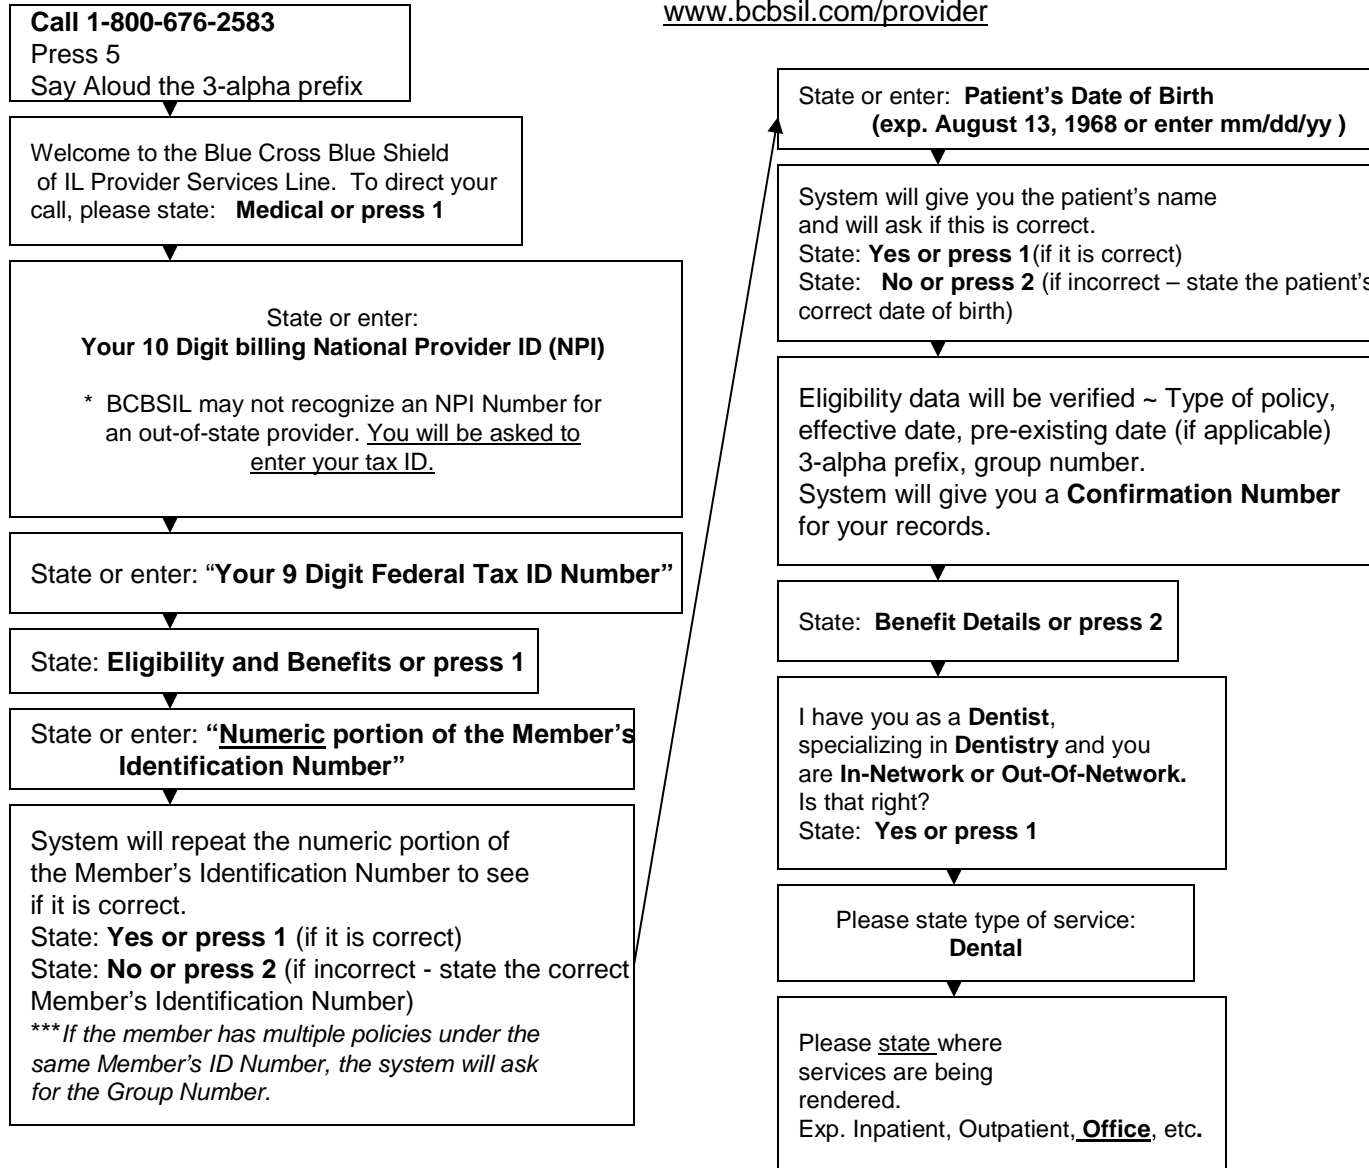 www.bcbsil.com/provider
Call 1-800-676-2583
Press 5
Say Aloud the 3-alpha prefix
Welcome to the Blue Cross Blue Shield
of IL Provider Services Line. To direct your
call, please state: Medical or press 1
State or enter:
Your 10 Digit billing National Provider ID (NPI)
* BCBSIL may not recognize an NPI Number for
an out-of-state provider. You will be asked to
enter your tax ID.
State or enter: “Your 9 Digit Federal Tax ID Number”
State: Eligibility and Benefits or press 1
State or enter: “Numeric portion of the Member’s
Identification Number”
System will repeat the numeric portion of
the Member’s Identification Number to see
if it is correct.
State: Yes or press 1 (if it is correct)
State: No or press 2 (if incorrect - state the correct
Member’s Identification Number)
***If the member has multiple policies under the
same Member’s ID Number, the system will ask
for the Group Number.
State or enter: Patient’s Date of Birth
(exp. August 13, 1968 or enter mm/dd/yy )
System will give you the patient’s name
and will ask if this is correct.
State: Yes or press 1(if it is correct)
State: No or press 2 (if incorrect – state the patient’s
correct date of birth)
Eligibility data will be verified ~ Type of policy,
effective date, pre-existing date (if applicable)
3-alpha prefix, group number.
System will give you a Confirmation Number
for your records.
State: Benefit Details or press 2
I have you as a Dentist,
specializing in Dentistry and you
are In-Network or Out-Of-Network.
Is that right?
State: Yes or press 1
Please state type of service:
Dental
Please state where
services are being
rendered.
Exp. Inpatient, Outpatient, Office, etc.